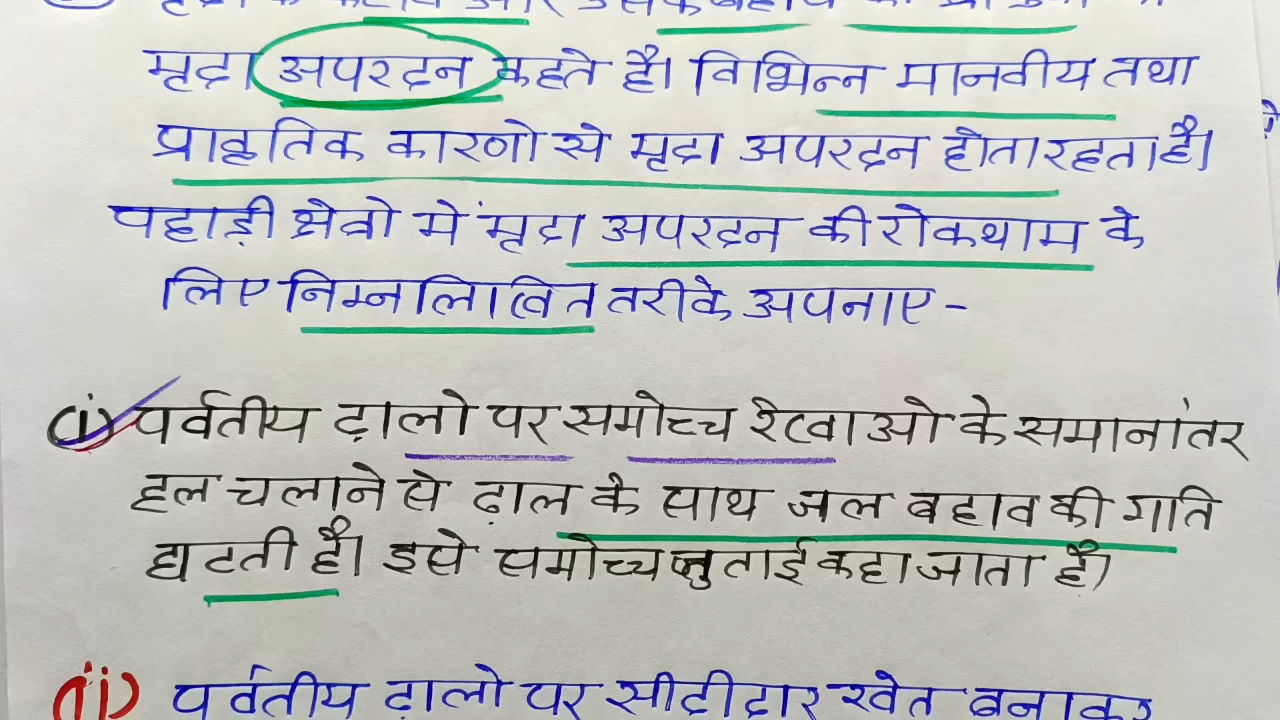 मृदा अपरदन कहते है। विभिन्न मानवीय तथा
प्राकृतिक कारणो से मृदा अपरदन होता रहता है।
पहाड़ी क्षेत्रो में मृदा अपरदन की रोकथाम के
लिए निम्नलिखित तरीके अपनाए -
(i) पर्वतीय ढ़ालो पर समोच्च रेखाओ के समानांतर
हल चलाने से ढ़ाल के साथ जल बहाव की गति
घटती है। इसे समोच्च जुताई कहा जाता है।
(ii) पर्वतीय ढ़ालो पर सीढ़ीदार खेत बनाकर